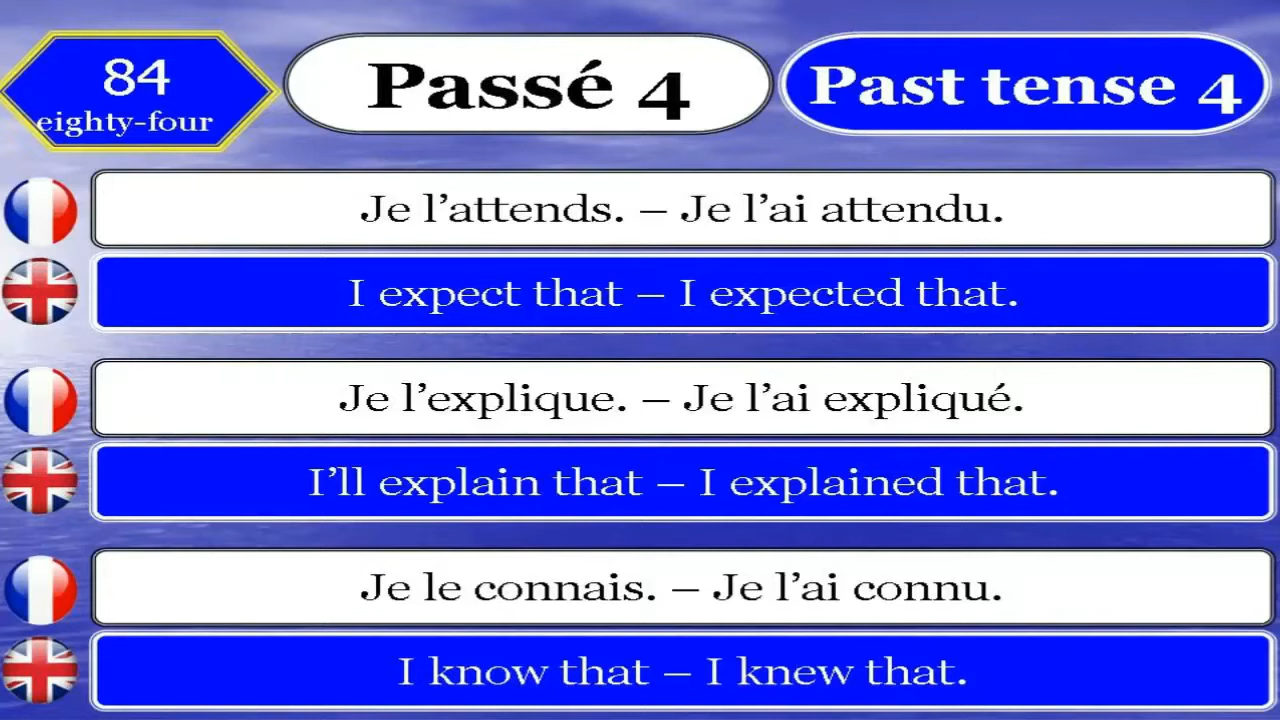 84
eighty-four
Passé 4
Past tense 4
Je l’attends. – Je l’ai attendu.
I expect that – I expected that.
Je l’explique. – Je l’ai expliqué.
I’ll explain that – I explained that.
Je le connais. – Je l’ai connu.
I know that – I knew that.